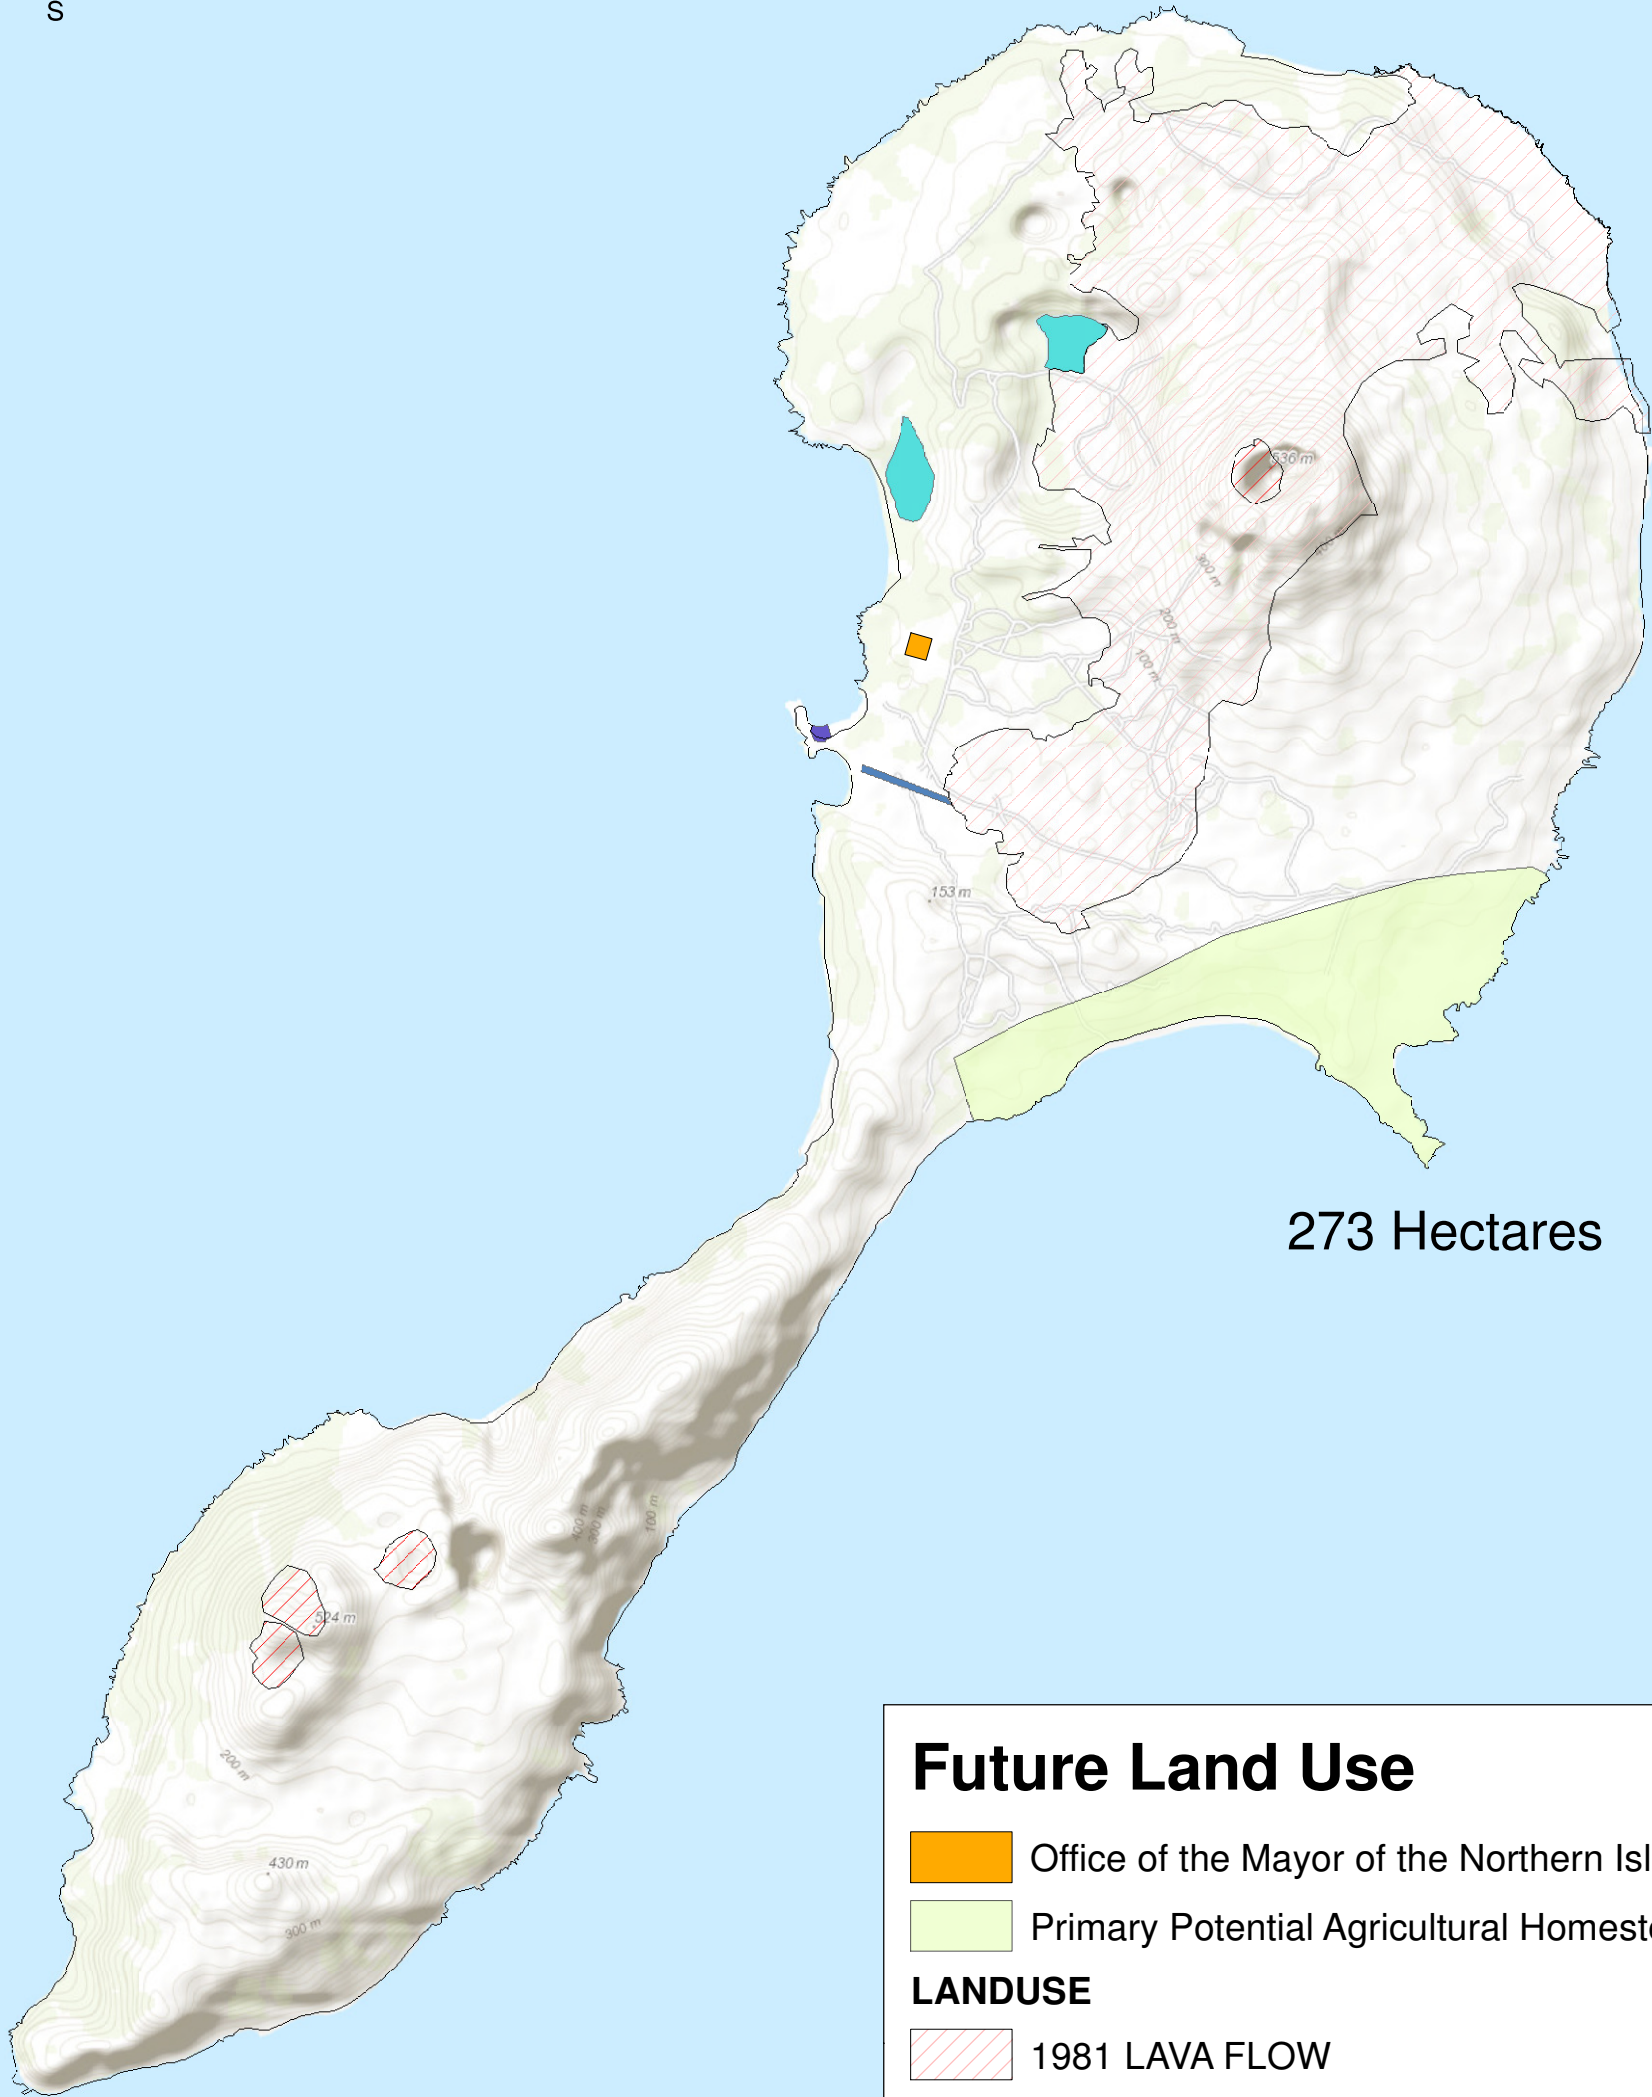 S
536 m
400 m
300 m
200 m
100 m
153 m
273 Hectares
400 m
300 m
100 m
524 m
200 m
430 m
300 m
Future Land Use
Office of the Mayor of the Northern Isl
Primary Potential Agricultural Homest
LANDUSE
1981 LAVA FLOW